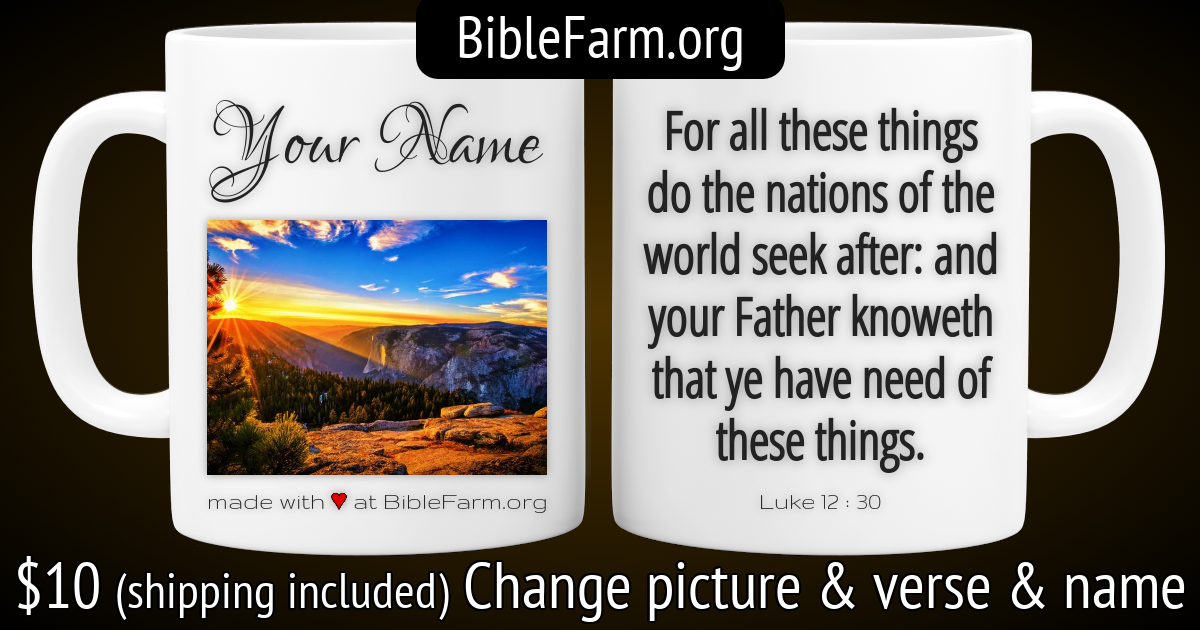 BibleFarm.org
Your Name
made with ♥ at BibleFarm.org
For all these things
do the nations of the
world seek after: and
your Father knoweth
that ye have need of
these things.
Luke 12 : 30
$10 (shipping included) Change picture & verse & name